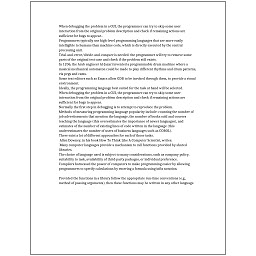 When debugging the problem in a GUI, the programmer can try to skip some user
interaction from the original problem description and check if remaining actions are
sufficient for bugs to appear.
Programmers typically use high-level programming languages that are more easily
intelligible to humans than machine code, which is directly executed by the central
processing unit.
Trial-and-error/divide-and-conquer is needed: the programmer will try to remove some
parts of the original test case and check if the problem still exists.
In 1206, the Arab engineer Al-Jazari invented a programmable drum machine where a
musical mechanical automaton could be made to play different rhythms and drum patterns,
via pegs and cams.
Some text editors such as Emacs allow GDB to be invoked through them, to provide a visual
environment.
Ideally, the programming language best suited for the task at hand will be selected.
When debugging the problem in a GUI, the programmer can try to skip some user
interaction from the original problem description and check if remaining actions are
sufficient for bugs to appear.
Normally the first step in debugging is to attempt to reproduce the problem.
Methods of measuring programming language popularity include: counting the number of
job advertisements that mention the language, the number of books sold and courses
teaching the language (this overestimates the importance of newer languages), and
estimates of the number of existing lines of code written in the language (this
underestimates the number of users of business languages such as COBOL).
There exist a lot of different approaches for each of those tasks.
Allen Downey, in his book How To Think Like A Computer Scientist, writes:
Many computer languages provide a mechanism to call functions provided by shared
libraries.
The choice of language used is subject to many considerations, such as company policy,
suitability to task, availability of third-party packages, or individual preference.
Compilers harnessed the power of computers to make programming easier by allowing
programmers to specify calculations by entering a formula using infix notation.
Provided the functions in a library follow the appropriate run-time conventions (e.g.,
method of passing arguments), then these functions may be written in any other language.